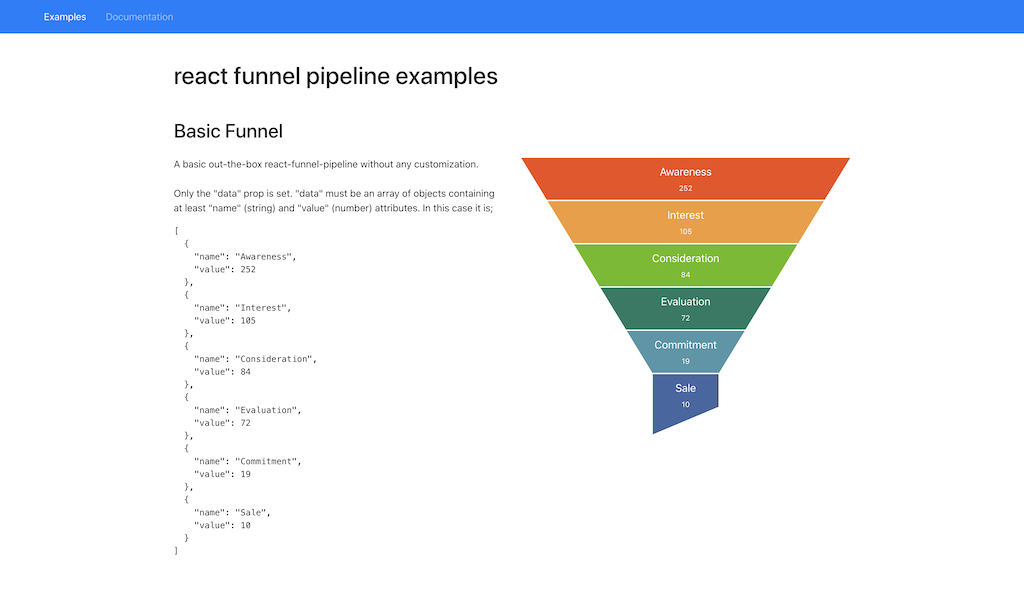 Examples Documentation
react funnel pipeline examples
Basic Funnel
A basic out-the-box react-funnel-pipeline without any customization.
Only the "data" prop is set. "data" must be an array of objects containing
at least "name" (string) and "value" (number) attributes. In this case it is;
[
  {
    "name": "Awareness",
    "value": 252
  },
  {
    "name": "Interest",
    "value": 105
  },
  {
    "name": "Consideration",
    "value": 84
  },
  {
    "name": "Evaluation",
    "value": 72
  },
  {
    "name": "Commitment",
    "value": 19
  },
  {
    "name": "Sale",
    "value": 10
  }
]
Awareness
252
Interest
105
Consideration
84
Evaluation
72
Commitment
19
Sale
10